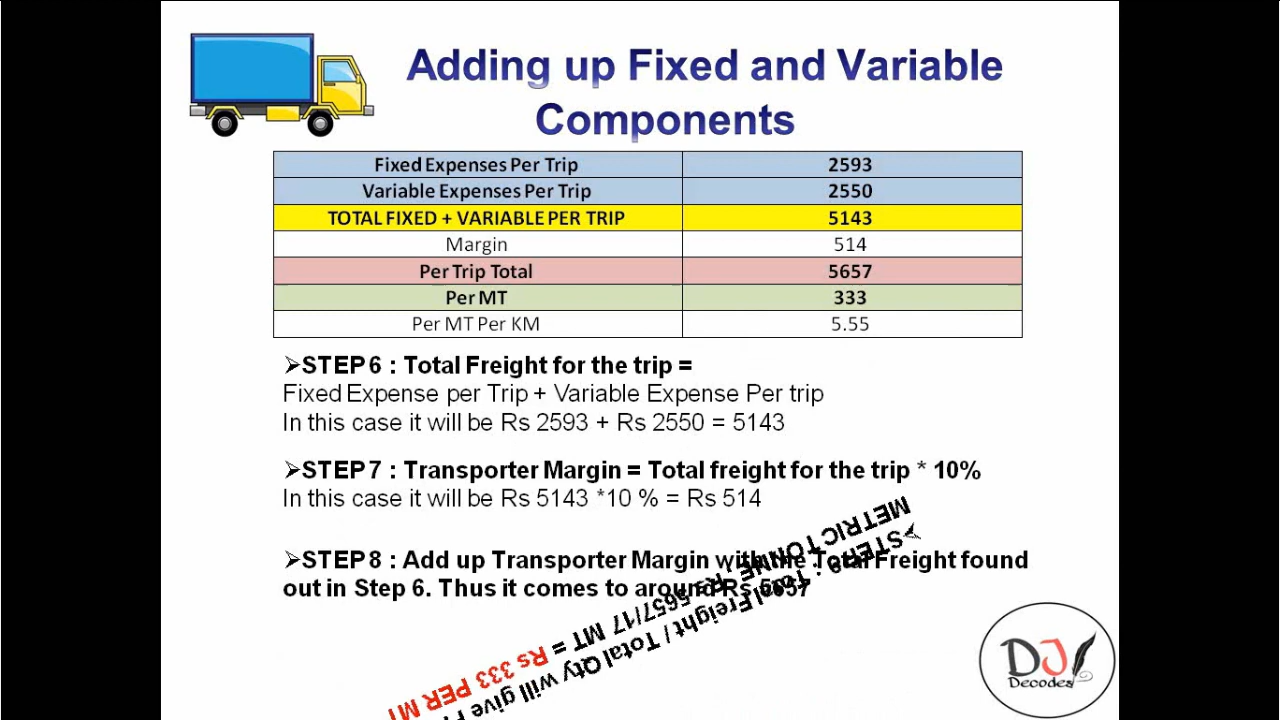 Adding up Fixed and Variable
Components
Fixed Expenses Per Trip 2593
Variable Expenses Per Trip 2550
TOTAL FIXED + VARIABLE PER TRIP 5143
Margin 514
Per Trip Total 5657
Per MT 333
Per MT Per KM 5.55
➢STEP 6 : Total Freight for the trip =
Fixed Expense per Trip + Variable Expense Per trip
In this case it will be Rs 2593 + Rs 2550 = 5143
➢STEP 7 : Transporter Margin = Total freight for the trip * 10%
In this case it will be Rs 5143 *10 % = Rs 514
➢STEP 8 : Add up Transporter Margin with the Total Freight found
out in Step 6. Thus it comes to around Rs 5657
➢STEP 9 : Total Freight / Total Qty will give
METRIC TONNE , Rs 5657/17 MT = Rs 333 PER MT
DJ
Decodes